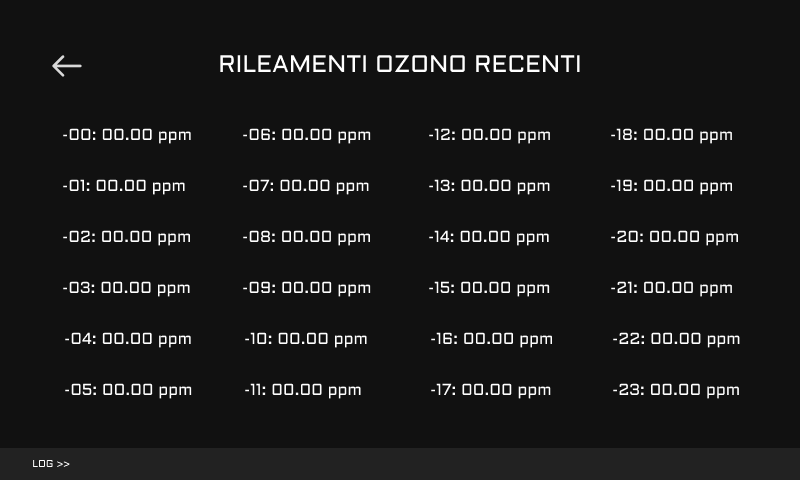 RILEAMENTI OZONO RECENTI
-00: 00.00 ppm
-06: 00.00 ppm
-12: 00.00 ppm
-18: 00.00 ppm
-01: 00.00 ppm
-07: 00.00 ppm
-13: 00.00 ppm
-19: 00.00 ppm
-02: 00.00 ppm
-08: 00.00 ppm
-14: 00.00 ppm
-20: 00.00 ppm
-03: 00.00 ppm
-09: 00.00 ppm
-15: 00.00 ppm
-21: 00.00 ppm
-04: 00.00 ppm
-10: 00.00 ppm
-16: 00.00 ppm
-22: 00.00 ppm
-05: 00.00 ppm
-11: 00.00 ppm
-17: 00.00 ppm
-23: 00.00 ppm
LOG >>